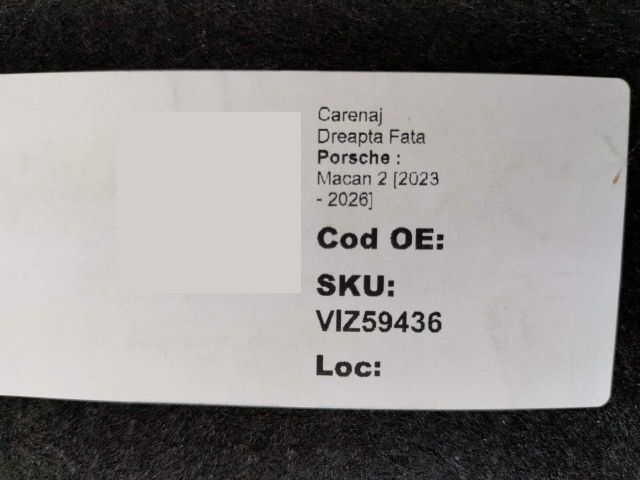 Carenaj
Dreapta Fata
Porsche :
Macan 2 [2023
- 2026]
Cod OE:
SKU:
VIZ59436
Loc: